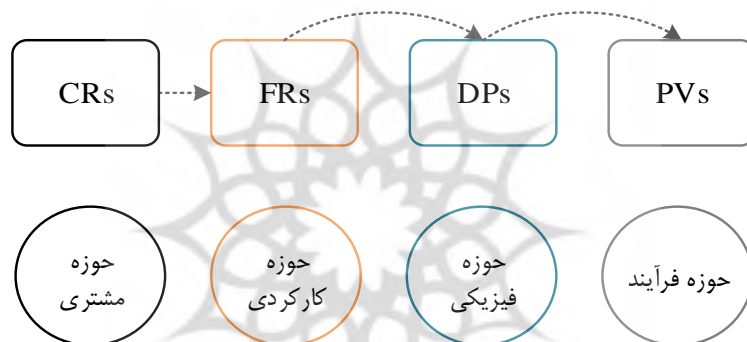 CRs
FRs
DPs
PVs
حوزه
مشتری
حوزه
کارکردی
حوزه
فیزیکی
حوزه فرآیند